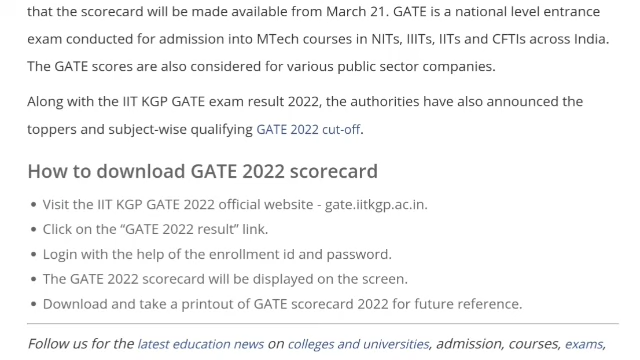 that the scorecard will be made available from March 21. GATE is a national level entrance
exam conducted for admission into MTech courses in NITs, IIITs, IITs and CFTIs across India.
The GATE scores are also considered for various public sector companies.
Along with the IIT KGP GATE exam result 2022, the authorities have also announced the
toppers and subject-wise qualifying GATE 2022 cut-off.
How to download GATE 2022 scorecard
• Visit the IIT KGP GATE 2022 official website - gate.iitkgp.ac.in.
• Click on the “GATE 2022 result” link.
• Login with the help of the enrollment id and password.
• The GATE 2022 scorecard will be displayed on the screen.
• Download and take a printout of GATE scorecard 2022 for future reference.
Follow us for the latest education news on colleges and universities, admission, courses, exams,